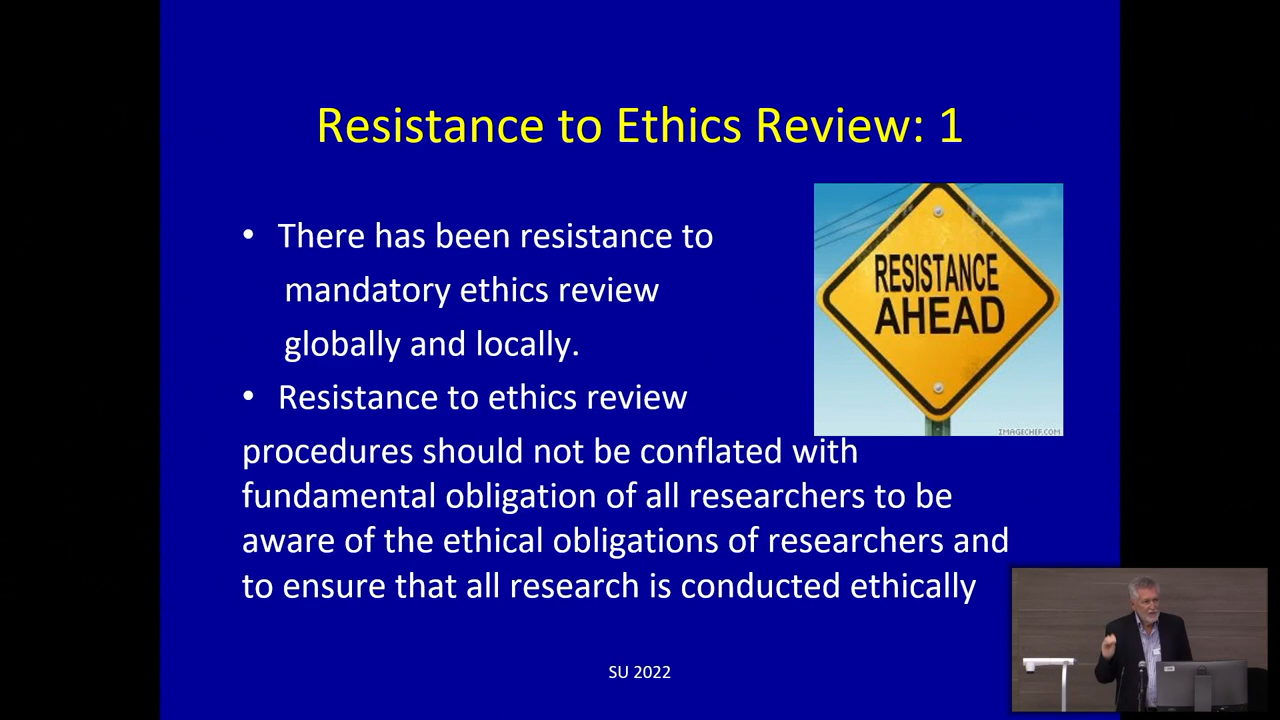 Resistance to Ethics Review: 1
• There has been resistance to
mandatory ethics review
globally and locally.
• Resistance to ethics review
procedures should not be conflated with
fundamental obligation of all researchers to be
aware of the ethical obligations of researchers and
to ensure that all research is conducted ethically
RESISTANCE
AHEAD
IMAGECHEF.COM
SU 2022